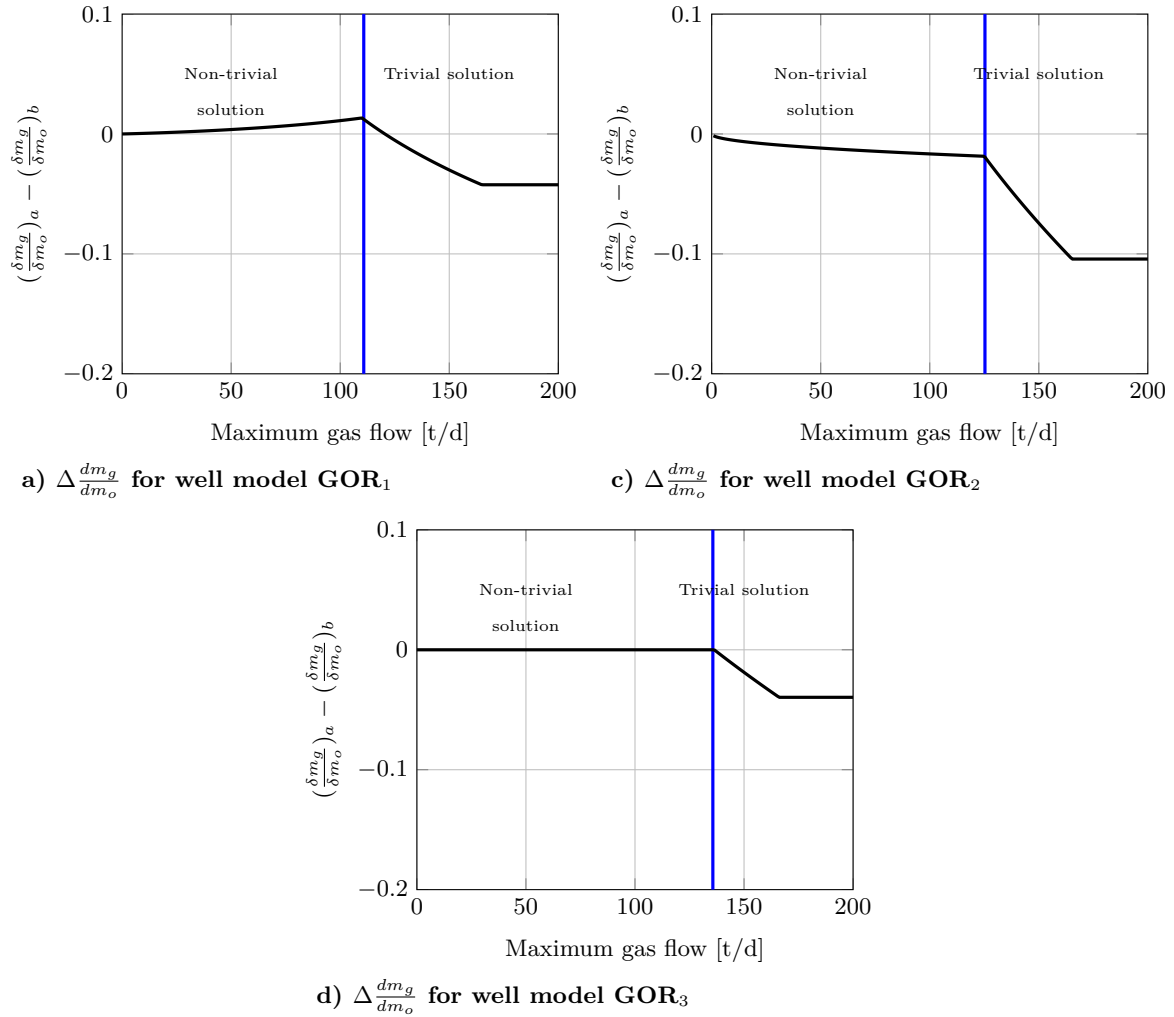 0.1
0
−0.1
−0.2
0 50 100 150 200
Non-trivial
solution
Trivial solution
(δm_g/δm_o)_a − (δm_g/δm_o)_b
Maximum gas flow [t/d]
a) Δ dm_g/dm_o for well model GOR₁
0.1
0
−0.1
−0.2
0 50 100 150 200
Non-trivial
solution
Trivial solution
(δm_g/δm_o)_a − (δm_g/δm_o)_b
Maximum gas flow [t/d]
c) Δ dm_g/dm_o for well model GOR₂
0.1
0
−0.1
−0.2
0 50 100 150 200
Non-trivial
solution
Trivial solution
(δm_g/δm_o)_a − (δm_g/δm_o)_b
Maximum gas flow [t/d]
d) Δ dm_g/dm_o for well model GOR₃